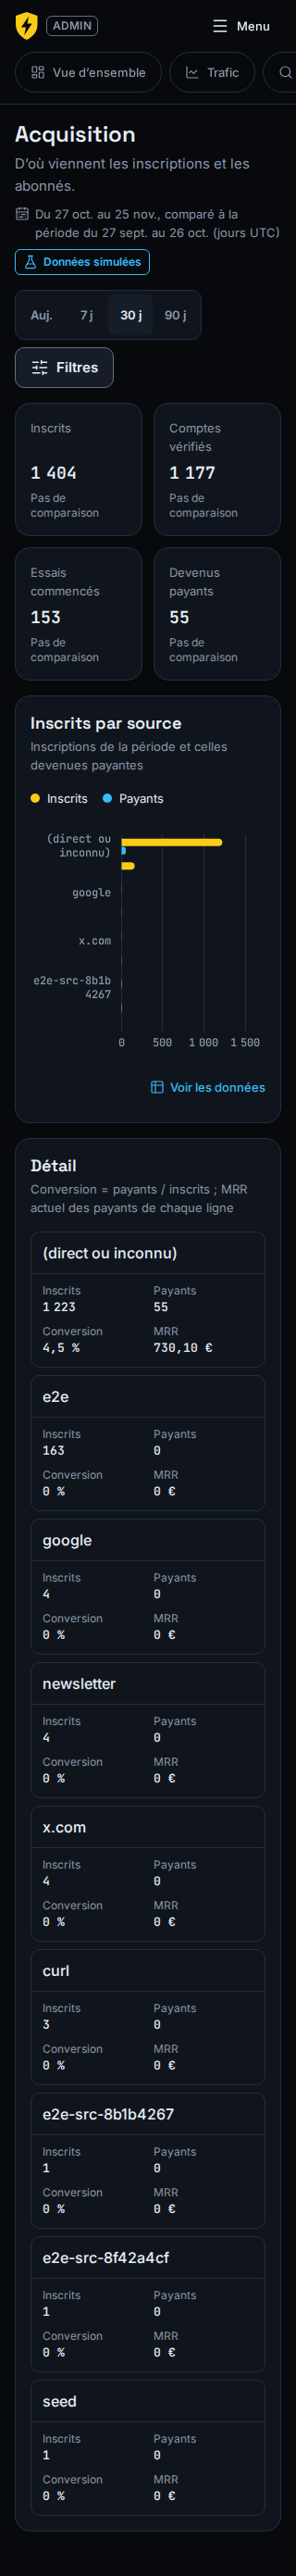 ADMIN
Menu
Vue d’ensemble
Trafic
Acquisition
D’où viennent les inscriptions et les
abonnés.
Du 27 oct. au 25 nov., comparé à la
période du 27 sept. au 26 oct. (jours UTC)
Données simulées
Auj. 7 j 30 j 90 j
Filtres
Inscrits
1 404
Pas de
comparaison
Comptes
vérifiés
1 177
Pas de
comparaison
Essais
commencés
153
Pas de
comparaison
Devenus
payants
55
Pas de
comparaison
Inscrits par source
Inscriptions de la période et celles
devenues payantes
Inscrits Payants
(direct ou
inconnu)
google
x.com
e2e-src-8b1b
4267
0 500 1 000 1 500
Voir les données
Détail
Conversion = payants / inscrits ; MRR
actuel des payants de chaque ligne
(direct ou inconnu)
Inscrits Payants
1 223 55
Conversion MRR
4,5 % 730,10 €
e2e
Inscrits Payants
163 0
Conversion MRR
0 % 0 €
google
Inscrits Payants
4 0
Conversion MRR
0 % 0 €
newsletter
Inscrits Payants
4 0
Conversion MRR
0 % 0 €
x.com
Inscrits Payants
4 0
Conversion MRR
0 % 0 €
curl
Inscrits Payants
3 0
Conversion MRR
0 % 0 €
e2e-src-8b1b4267
Inscrits Payants
1 0
Conversion MRR
0 % 0 €
e2e-src-8f42a4cf
Inscrits Payants
1 0
Conversion MRR
0 % 0 €
seed
Inscrits Payants
1 0
Conversion MRR
0 % 0 €